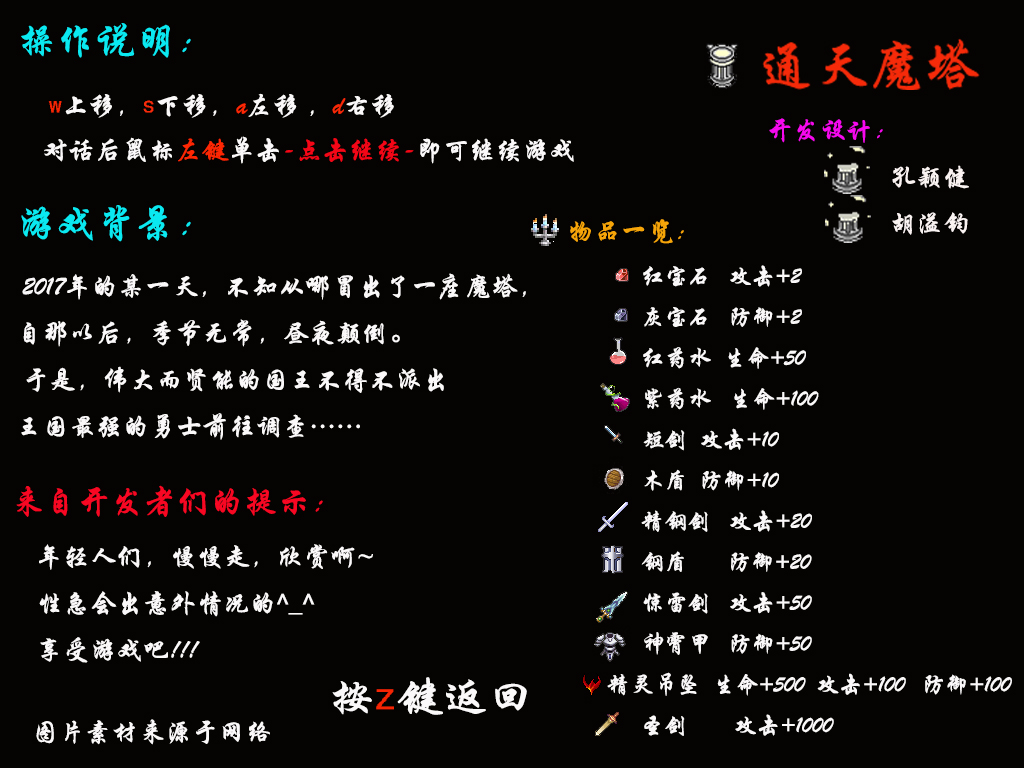 操作说明：
w上移，s下移，a左移，d右移
对话后鼠标左键单击-点击继续-即可继续游戏
游戏背景：
2017年的某一天，不知从哪冒出了一座魔塔，
自那以后，季节无常，昼夜颠倒。
于是，伟大而贤能的国王不得不派出
王国最强的勇士前往调查……
来自开发者们的提示：
年轻人们，慢慢走，欣赏啊~
性急会出意外情况的^_^
享受游戏吧!!!
图片素材来源于网络
按z键返回
通天魔塔
开发设计：
孔颖健
胡溢钧
物品一览：
红宝石 攻击+2
灰宝石 防御+2
红药水 生命+50
紫药水 生命+100
短剑 攻击+10
木盾 防御+10
精钢剑 攻击+20
钢盾 防御+20
惊雷剑 攻击+50
神霄甲 防御+50
精灵吊坠 生命+500 攻击+100 防御+100
圣剑 攻击+1000